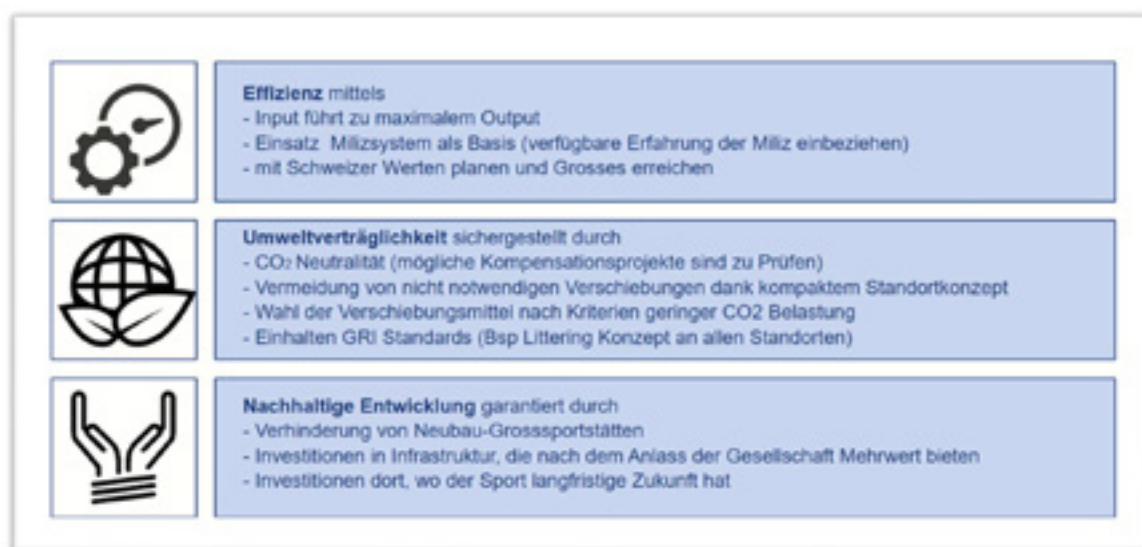 Effizienz mittels
- Input führt zu maximalem Output
- Einsatz Milizsystem als Basis (verfügbare Erfahrung der Miliz einbeziehen)
- mit Schweizer Werten planen und Grosses erreichen
Umweltverträglichkeit sichergestellt durch
- CO2 Neutralität (mögliche Kompensationsprojekte sind zu Prüfen)
- Vermeidung von nicht notwendigen Verschiebungen dank kompaktem Standortkonzept
- Wahl der Verschiebungsmittel nach Kriterien geringer CO2 Belastung
- Einhalten GRI Standards (Bsp Littering Konzept an allen Standorten)
Nachhaltige Entwicklung garantiert durch
- Verhinderung von Neubau-Grosssportstätten
- Investitionen in Infrastruktur, die nach dem Anlass der Gesellschaft Mehrwert bieten
- Investitionen dort, wo der Sport langfristige Zukunft hat